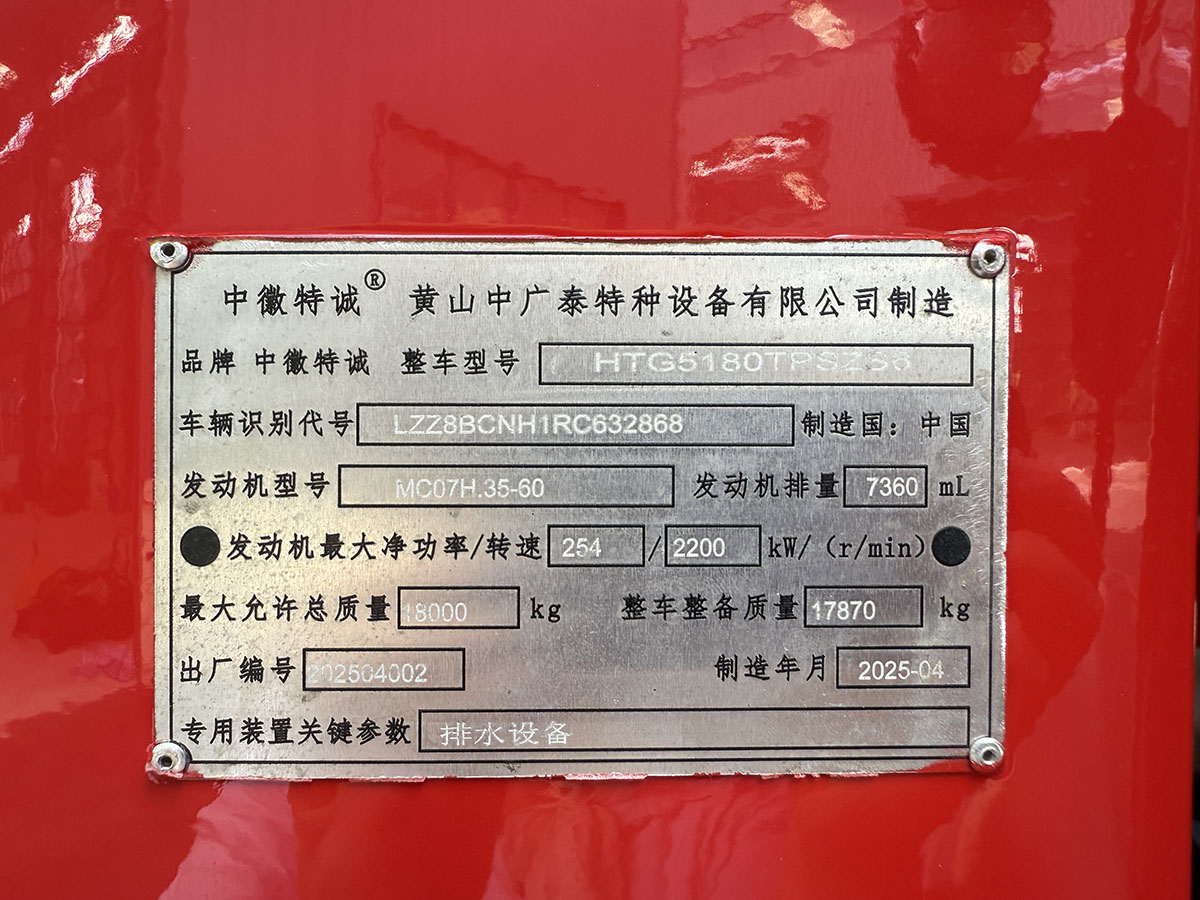 中徽特诚® 黄山中广泰特种设备有限公司制造
品牌 中徽特诚 整车型号 HTG5180TPSZS6
车辆识别代号 LZZ8BCNH1RC632868 制造国：中国
发动机型号 MC07H.35-60 发动机排量 7360 mL
发动机最大净功率/转速 254 / 2200 kW/（r/min）
最大允许总质量 18000 kg 整车整备质量 17870 kg
出厂编号 202504002 制造年月 2025-04
专用装置关键参数 排水设备